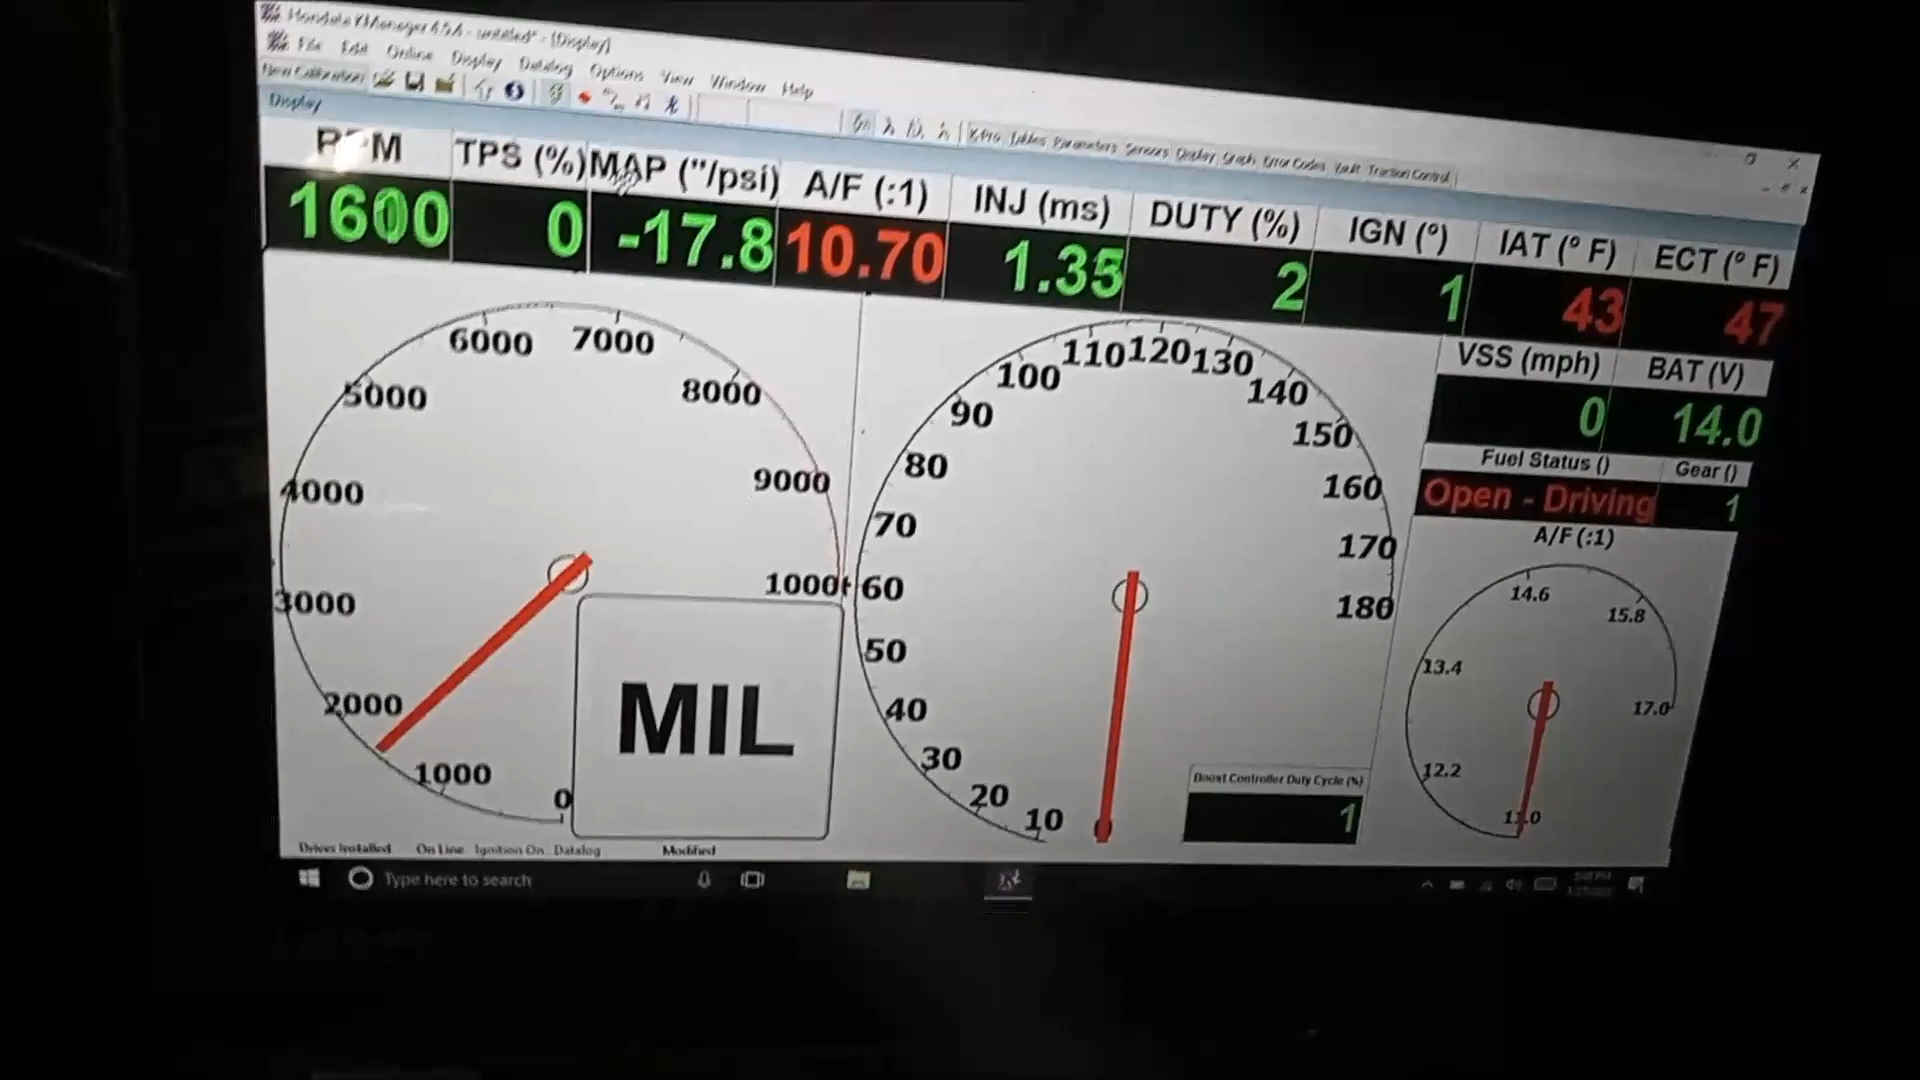 File Edit Online Display Datalog Options View Window Help
Display
RPM TPS (%) MAP ("/psi) A/F (:1) INJ (ms) DUTY (%) IGN (°) IAT (° F) ECT (° F)
1600 0 -17.8 10.70 1.35 2 1 43 47
VSS (mph) BAT (V)
0 14.0
Fuel Status () Gear ()
Open - Driving 1
0 1000 2000 3000 4000 5000 6000 7000 8000 9000
MIL
0 10 20 30 40 50 60 70 80 90 100 110 120 130 140 150 160 170 180
Boost Controller Duty Cycle (%)
1
A/F (:1)
11.0 12.2 13.4 14.6 15.8 17.0
On Line Ignition On Datalog Modified
Type here to search